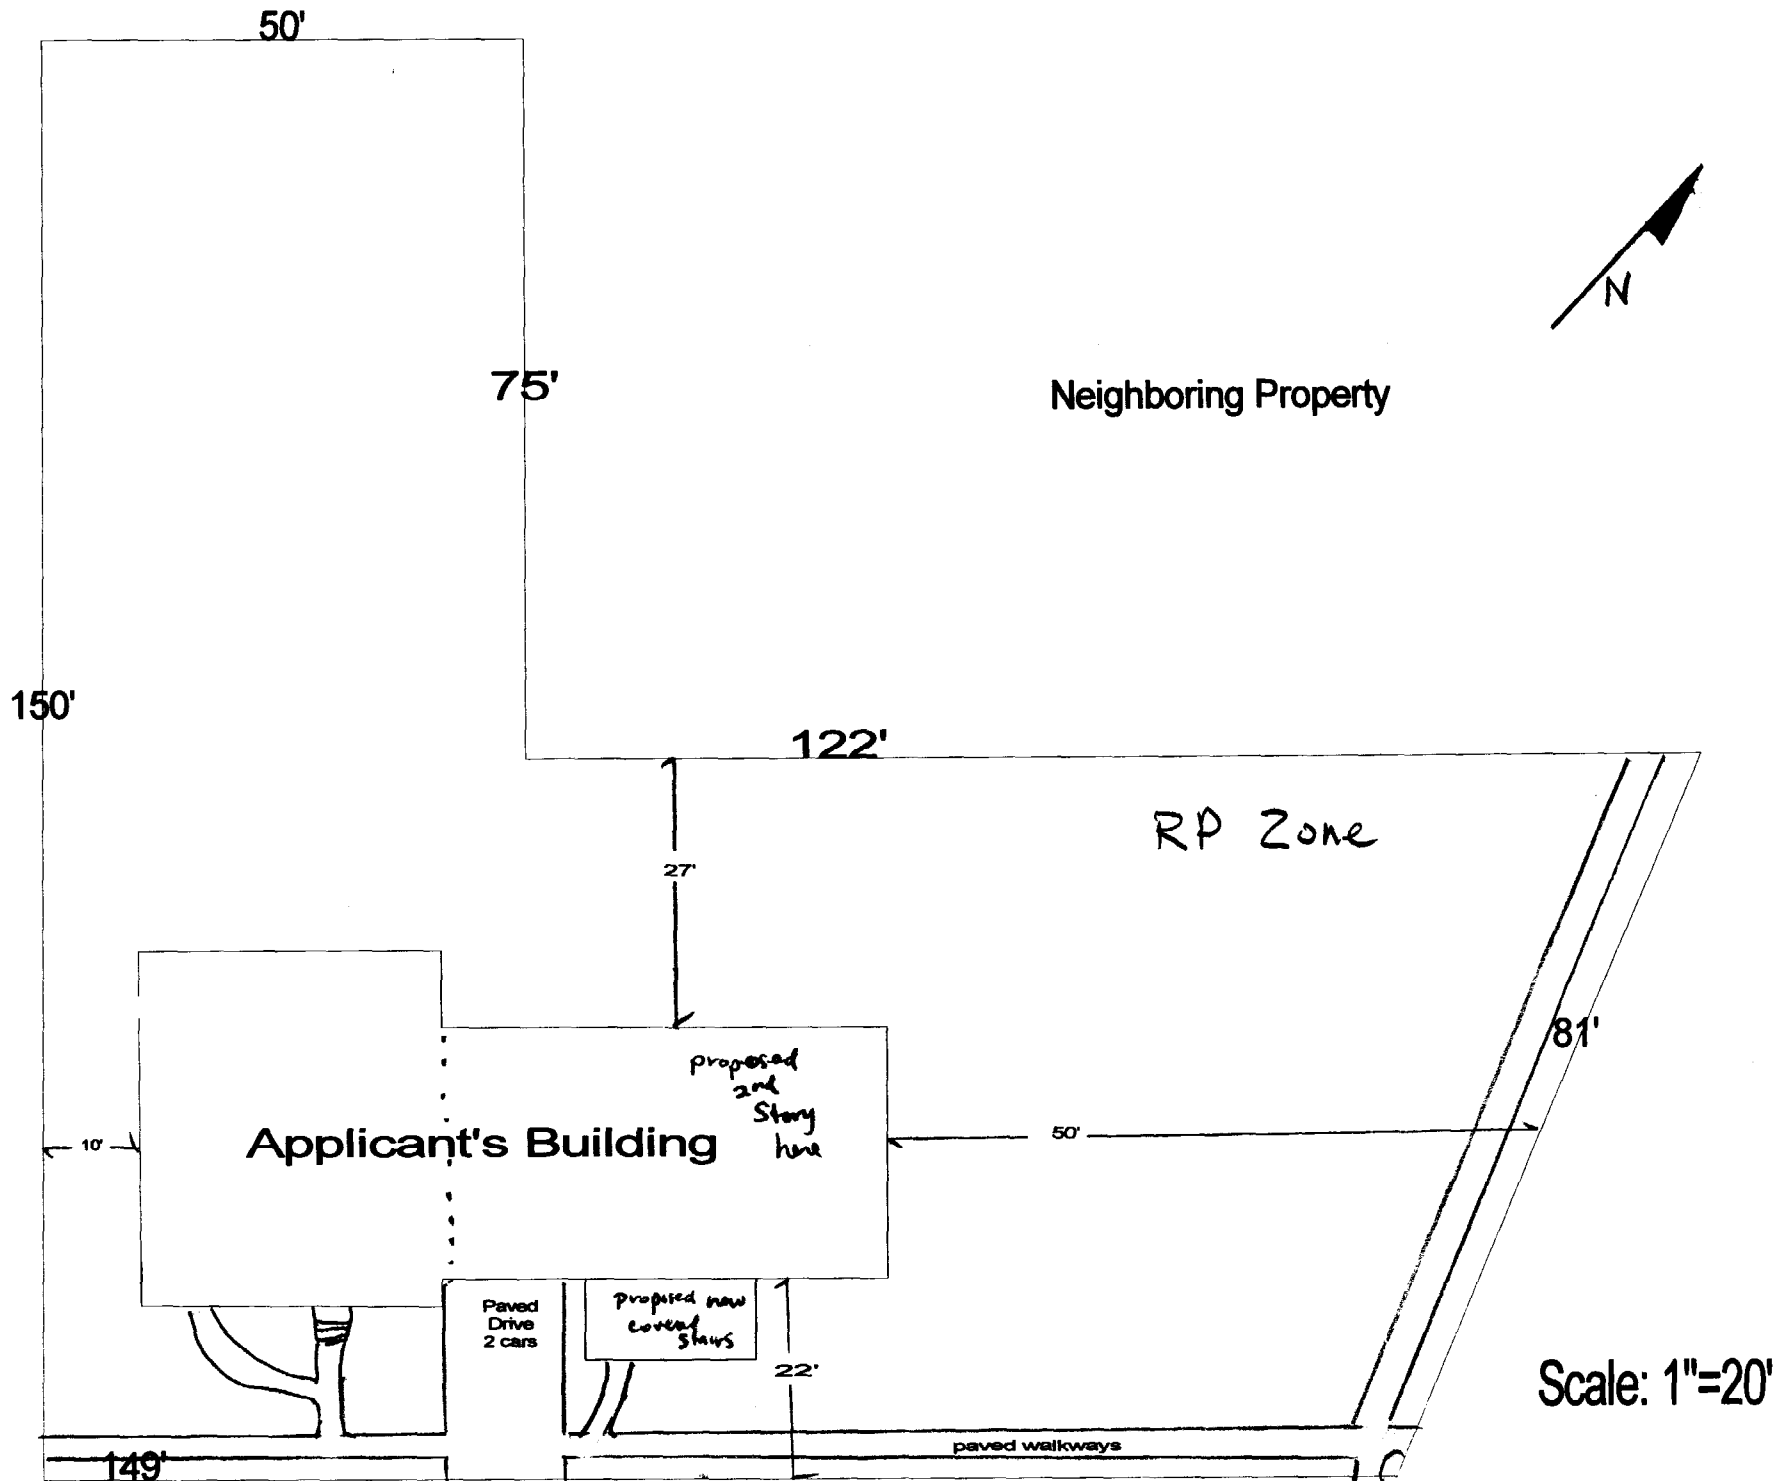 50'
N
75'
Neighboring Property
150'
122'
RP Zone
27'
81'
proposed
2nd
Story
here
10'
Applicant's Building
50'
Paved
Drive
2 cars
proposed new
covered
stairs
22'
Scale: 1"=20'
paved walkways
149'